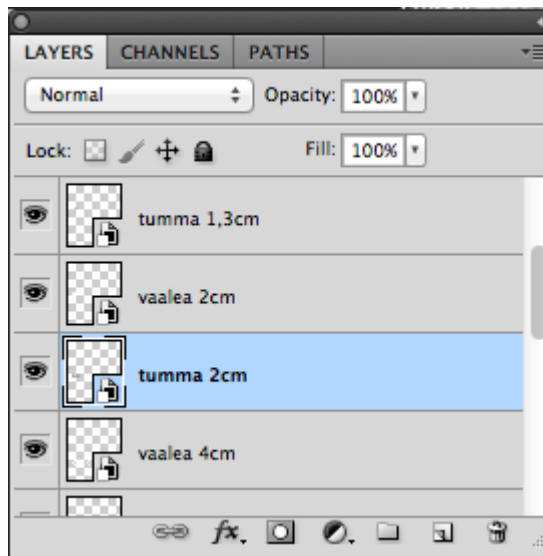 LAYERS CHANNELS PATHS
Normal Opacity: 100%
Lock: Fill: 100%
tumma 1,3cm
vaalea 2cm
tumma 2cm
vaalea 4cm
fx